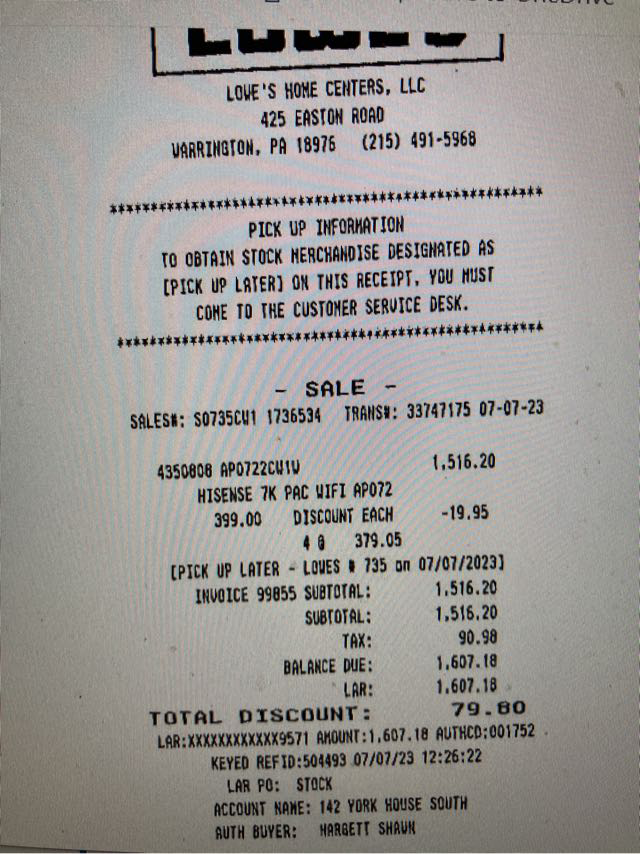 LOWE'S HOME CENTERS, LLC
425 EASTON ROAD
WARRINGTON, PA 18976 (215) 491-5968
*****************************************************
PICK UP INFORMATION
TO OBTAIN STOCK MERCHANDISE DESIGNATED AS
[PICK UP LATER] ON THIS RECEIPT, YOU MUST
COME TO THE CUSTOMER SERVICE DESK.
*****************************************************
- SALE -
SALES#: S0735CW1 1736534 TRANS#: 33747175 07-07-23
4350808 AP0722CW1W 1,516.20
HISENSE 7K PAC WIFI AP072
399.00 DISCOUNT EACH -19.95
4 @ 379.05
[PICK UP LATER - LOWES # 735 on 07/07/2023]
INVOICE 99855 SUBTOTAL: 1,516.20
SUBTOTAL: 1,516.20
TAX: 90.98
BALANCE DUE: 1,607.18
LAR: 1,607.18
TOTAL DISCOUNT: 79.80
LAR:XXXXXXXXXXXX9571 AMOUNT:1,607.18 AUTHCD:001752
KEYED REFID:504493 07/07/23 12:26:22
LAR PO: STOCK
ACCOUNT NAME: 142 YORK HOUSE SOUTH
AUTH BUYER: HARGETT SHAUN